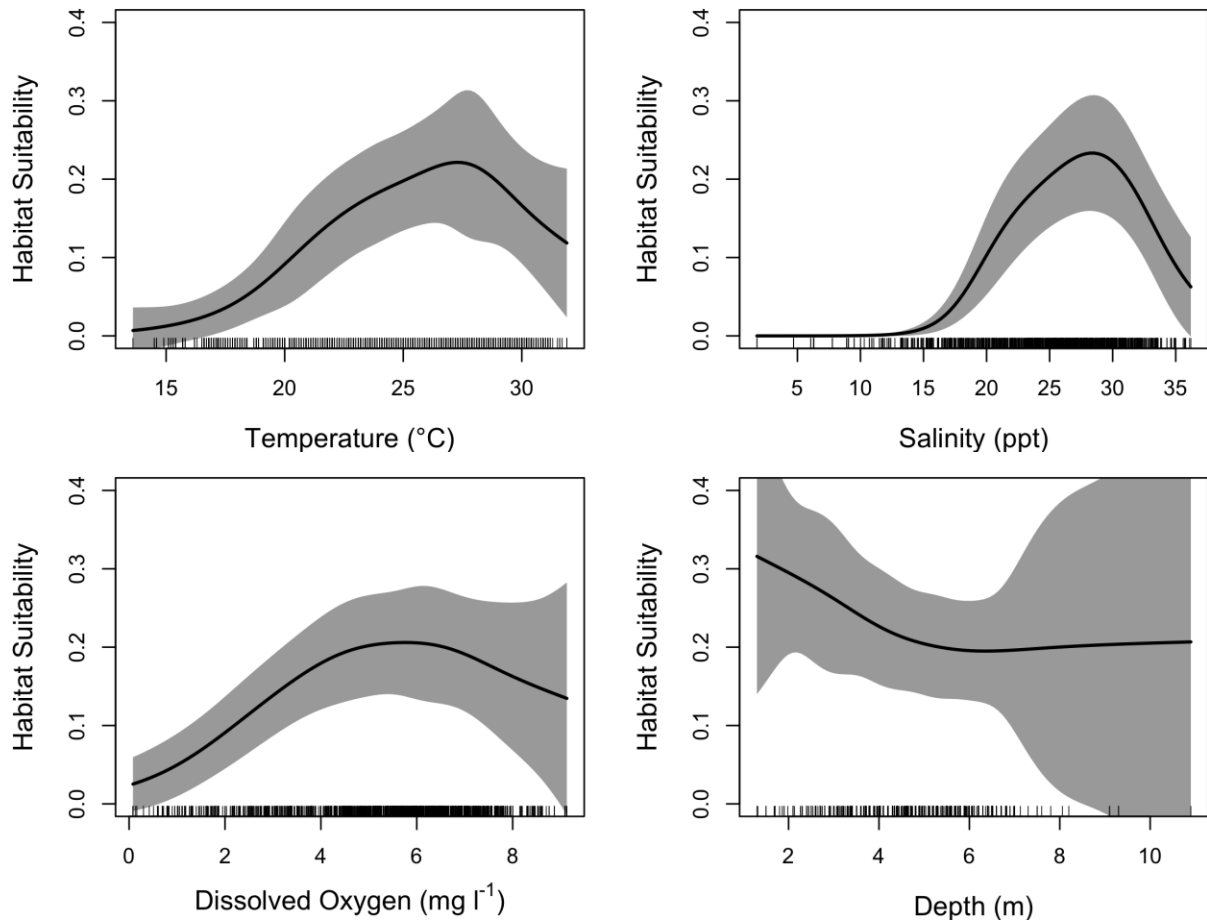 Habitat Suitability
0.0 0.1 0.2 0.3 0.4
15 20 25 30
Temperature (°C)
Habitat Suitability
0.0 0.1 0.2 0.3 0.4
5 10 15 20 25 30 35
Salinity (ppt)
Habitat Suitability
0.0 0.1 0.2 0.3 0.4
0 2 4 6 8
Dissolved Oxygen (mg l⁻¹)
Habitat Suitability
0.0 0.1 0.2 0.3 0.4
2 4 6 8 10
Depth (m)